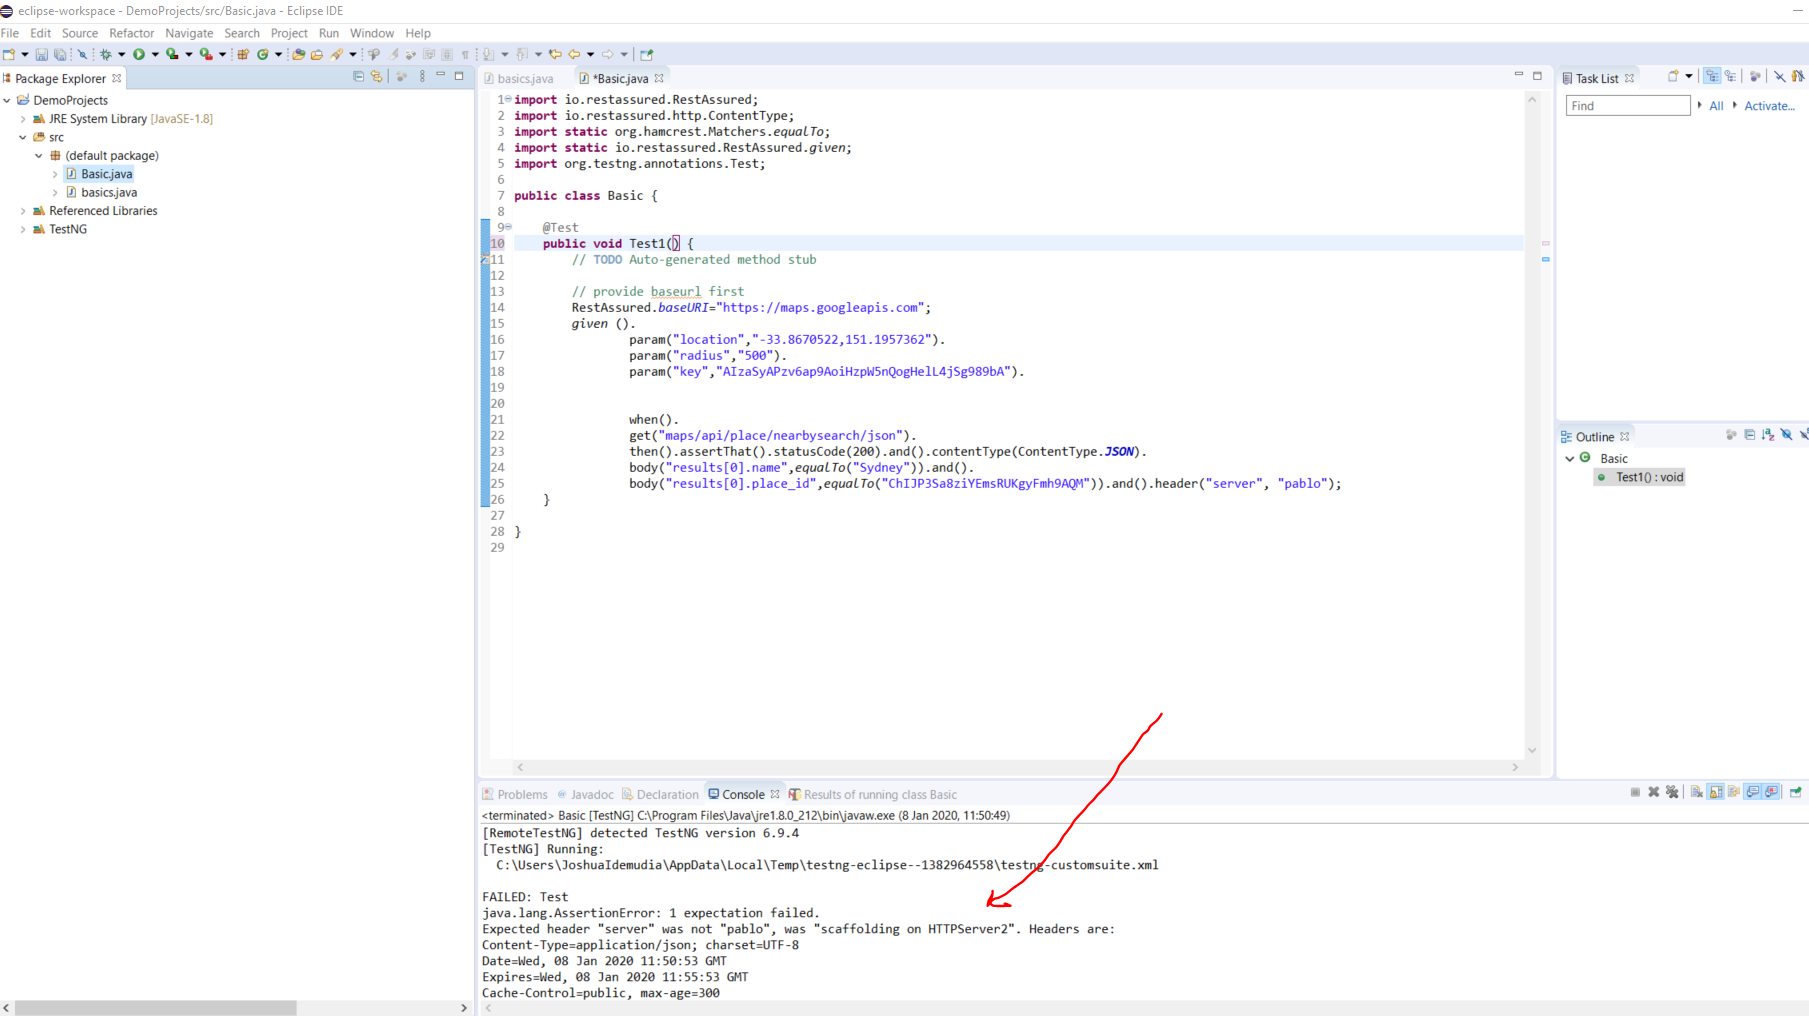 eclipse-workspace - DemoProjects/src/Basic.java - Eclipse IDE
File Edit Source Refactor Navigate Search Project Run Window Help
Package Explorer
DemoProjects
JRE System Library [JavaSE-1.8]
src
(default package)
Basic.java
basics.java
Referenced Libraries
TestNG
basics.java *Basic.java
1 import io.restassured.RestAssured;
2 import io.restassured.http.ContentType;
3 import static org.hamcrest.Matchers.equalTo;
4 import static io.restassured.RestAssured.given;
5 import org.testng.annotations.Test;
6
7 public class Basic {
8
9 @Test
10 public void Test1() {
11 // TODO Auto-generated method stub
12
13 // provide baseurl first
14 RestAssured.baseURI="https://maps.googleapis.com";
15 given ().
16 param("location","-33.8670522,151.1957362").
17 param("radius","500").
18 param("key","AIzaSyAPzv6ap9AoiHzpW5nQogHelL4jSg989bA").
19
20
21 when().
22 get("maps/api/place/nearbysearch/json").
23 then().assertThat().statusCode(200).and().contentType(ContentType.JSON).
24 body("results[0].name",equalTo("Sydney")).and().
25 body("results[0].place_id",equalTo("ChIJP3Sa8ziYEmsRUKgyFmh9AQM")).and().header("server", "pablo");
26 }
27
28 }
29
Task List
Find All Activate...
Outline
Basic
Test1() : void
Problems Javadoc Declaration Console Results of running class Basic
<terminated> Basic [TestNG] C:\Program Files\Java\jre1.8.0_212\bin\javaw.exe (8 Jan 2020, 11:50:49)
[RemoteTestNG] detected TestNG version 6.9.4
[TestNG] Running:
C:\Users\JoshuaIdemudia\AppData\Local\Temp\testng-eclipse--1382964558\testng-customsuite.xml
FAILED: Test
java.lang.AssertionError: 1 expectation failed.
Expected header "server" was not "pablo", was "scaffolding on HTTPServer2". Headers are:
Content-Type=application/json; charset=UTF-8
Date=Wed, 08 Jan 2020 11:50:53 GMT
Expires=Wed, 08 Jan 2020 11:55:53 GMT
Cache-Control=public, max-age=300